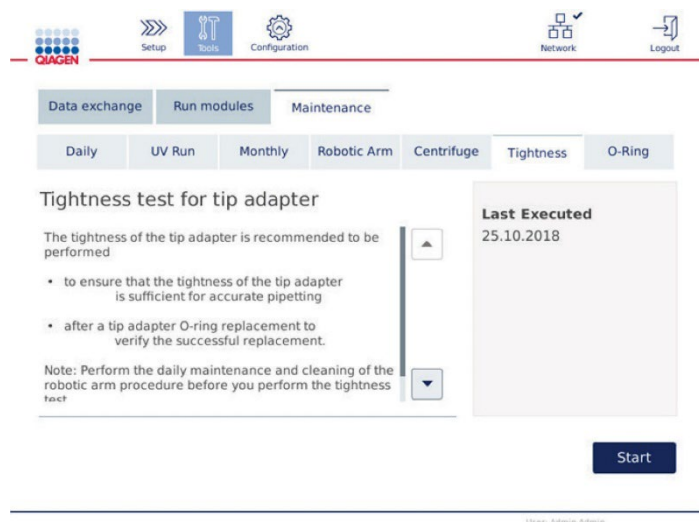 QIAGEN
Setup
Tools
Configuration
Network
Logout
Data exchange
Run modules
Maintenance
Daily
UV Run
Monthly
Robotic Arm
Centrifuge
Tightness
O-Ring
Tightness test for tip adapter
The tightness of the tip adapter is recommended to be
performed
• to ensure that the tightness of the tip adapter
is sufficient for accurate pipetting
• after a tip adapter O-ring replacement to
verify the successful replacement.
Note: Perform the daily maintenance and cleaning of the
robotic arm procedure before you perform the tightness
test
Last Executed
25.10.2018
Start
User: Admin Admin